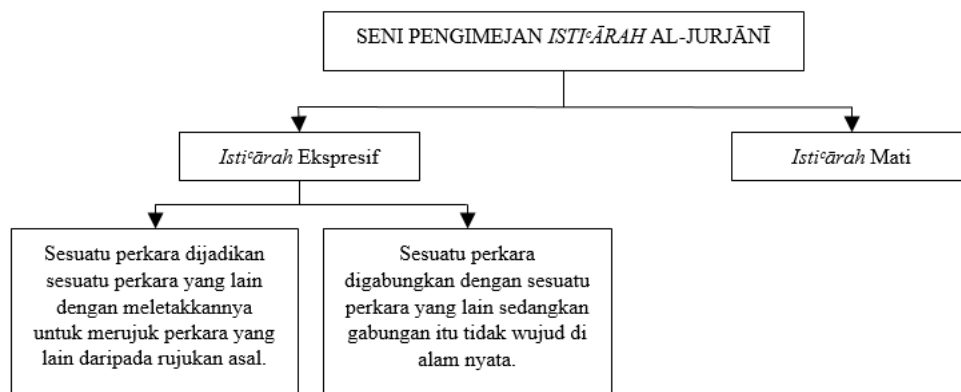 SENI PENGIMEJAN ISTIᶜĀRAH AL-JURJĀNĪ
Istiᶜārah Ekspresif
Istiᶜārah Mati
Sesuatu perkara dijadikan
sesuatu perkara yang lain
dengan meletakkannya
untuk merujuk perkara yang
lain daripada rujukan asal.
Sesuatu perkara
digabungkan dengan sesuatu
perkara yang lain sedangkan
gabungan itu tidak wujud di
alam nyata.